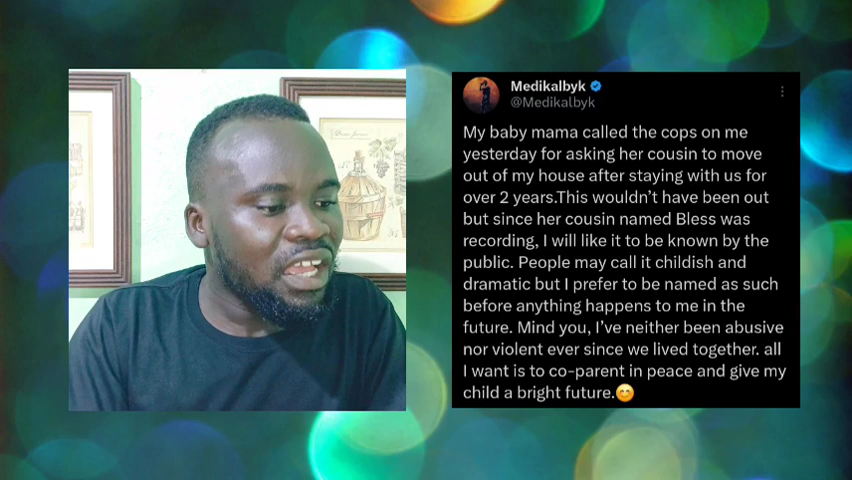 Medikalbyk
@Medikalbyk
My baby mama called the cops on me
yesterday for asking her cousin to move
out of my house after staying with us for
over 2 years.This wouldn't have been out
but since her cousin named Bless was
recording, I will like it to be known by the
public. People may call it childish and
dramatic but I prefer to be named as such
before anything happens to me in the
future. Mind you, I've neither been abusive
nor violent ever since we lived together. all
I want is to co-parent in peace and give my
child a bright future.😊